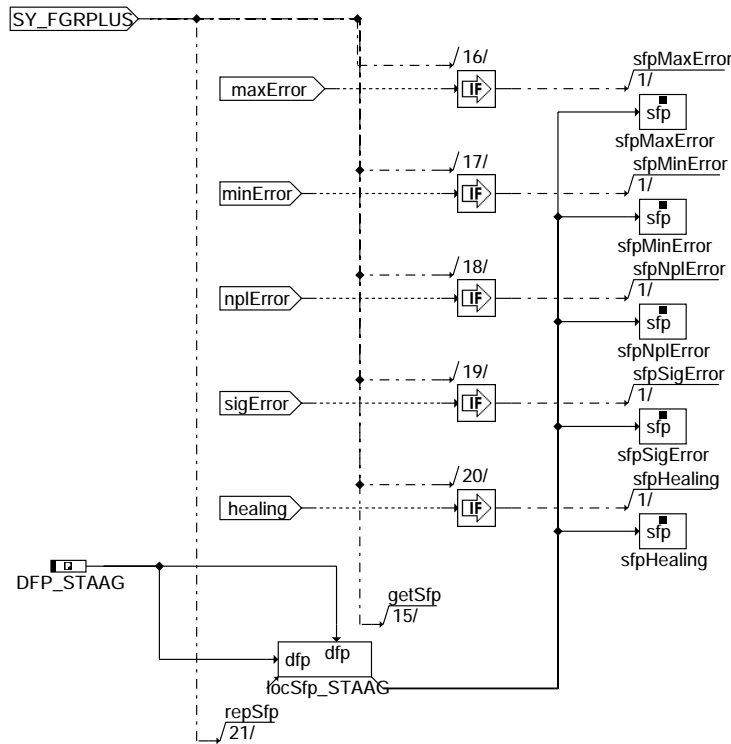 SY_FGRPLUS
16/
sfpMaxError
1/
maxError
IF
sfp
sfpMaxError
17/
sfpMinError
1/
minError
IF
sfp
sfpMinError
18/
sfpNplError
1/
nplError
IF
sfp
sfpNplError
19/
sfpSigError
1/
sigError
IF
sfp
sfpSigError
20/
sfpHealing
1/
healing
IF
sfp
sfpHealing
DFP_STAAG
getSfp
15/
dfp dfp
locSfp_STAAG
repSfp
21/